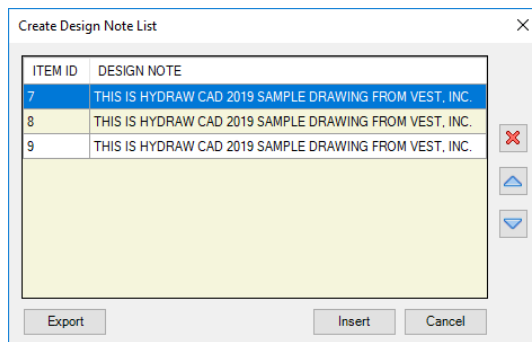 Create Design Note List
ITEM ID DESIGN NOTE
7 THIS IS HYDRAW CAD 2019 SAMPLE DRAWING FROM VEST, INC.
8 THIS IS HYDRAW CAD 2019 SAMPLE DRAWING FROM VEST, INC.
9 THIS IS HYDRAW CAD 2019 SAMPLE DRAWING FROM VEST, INC.
Export Insert Cancel